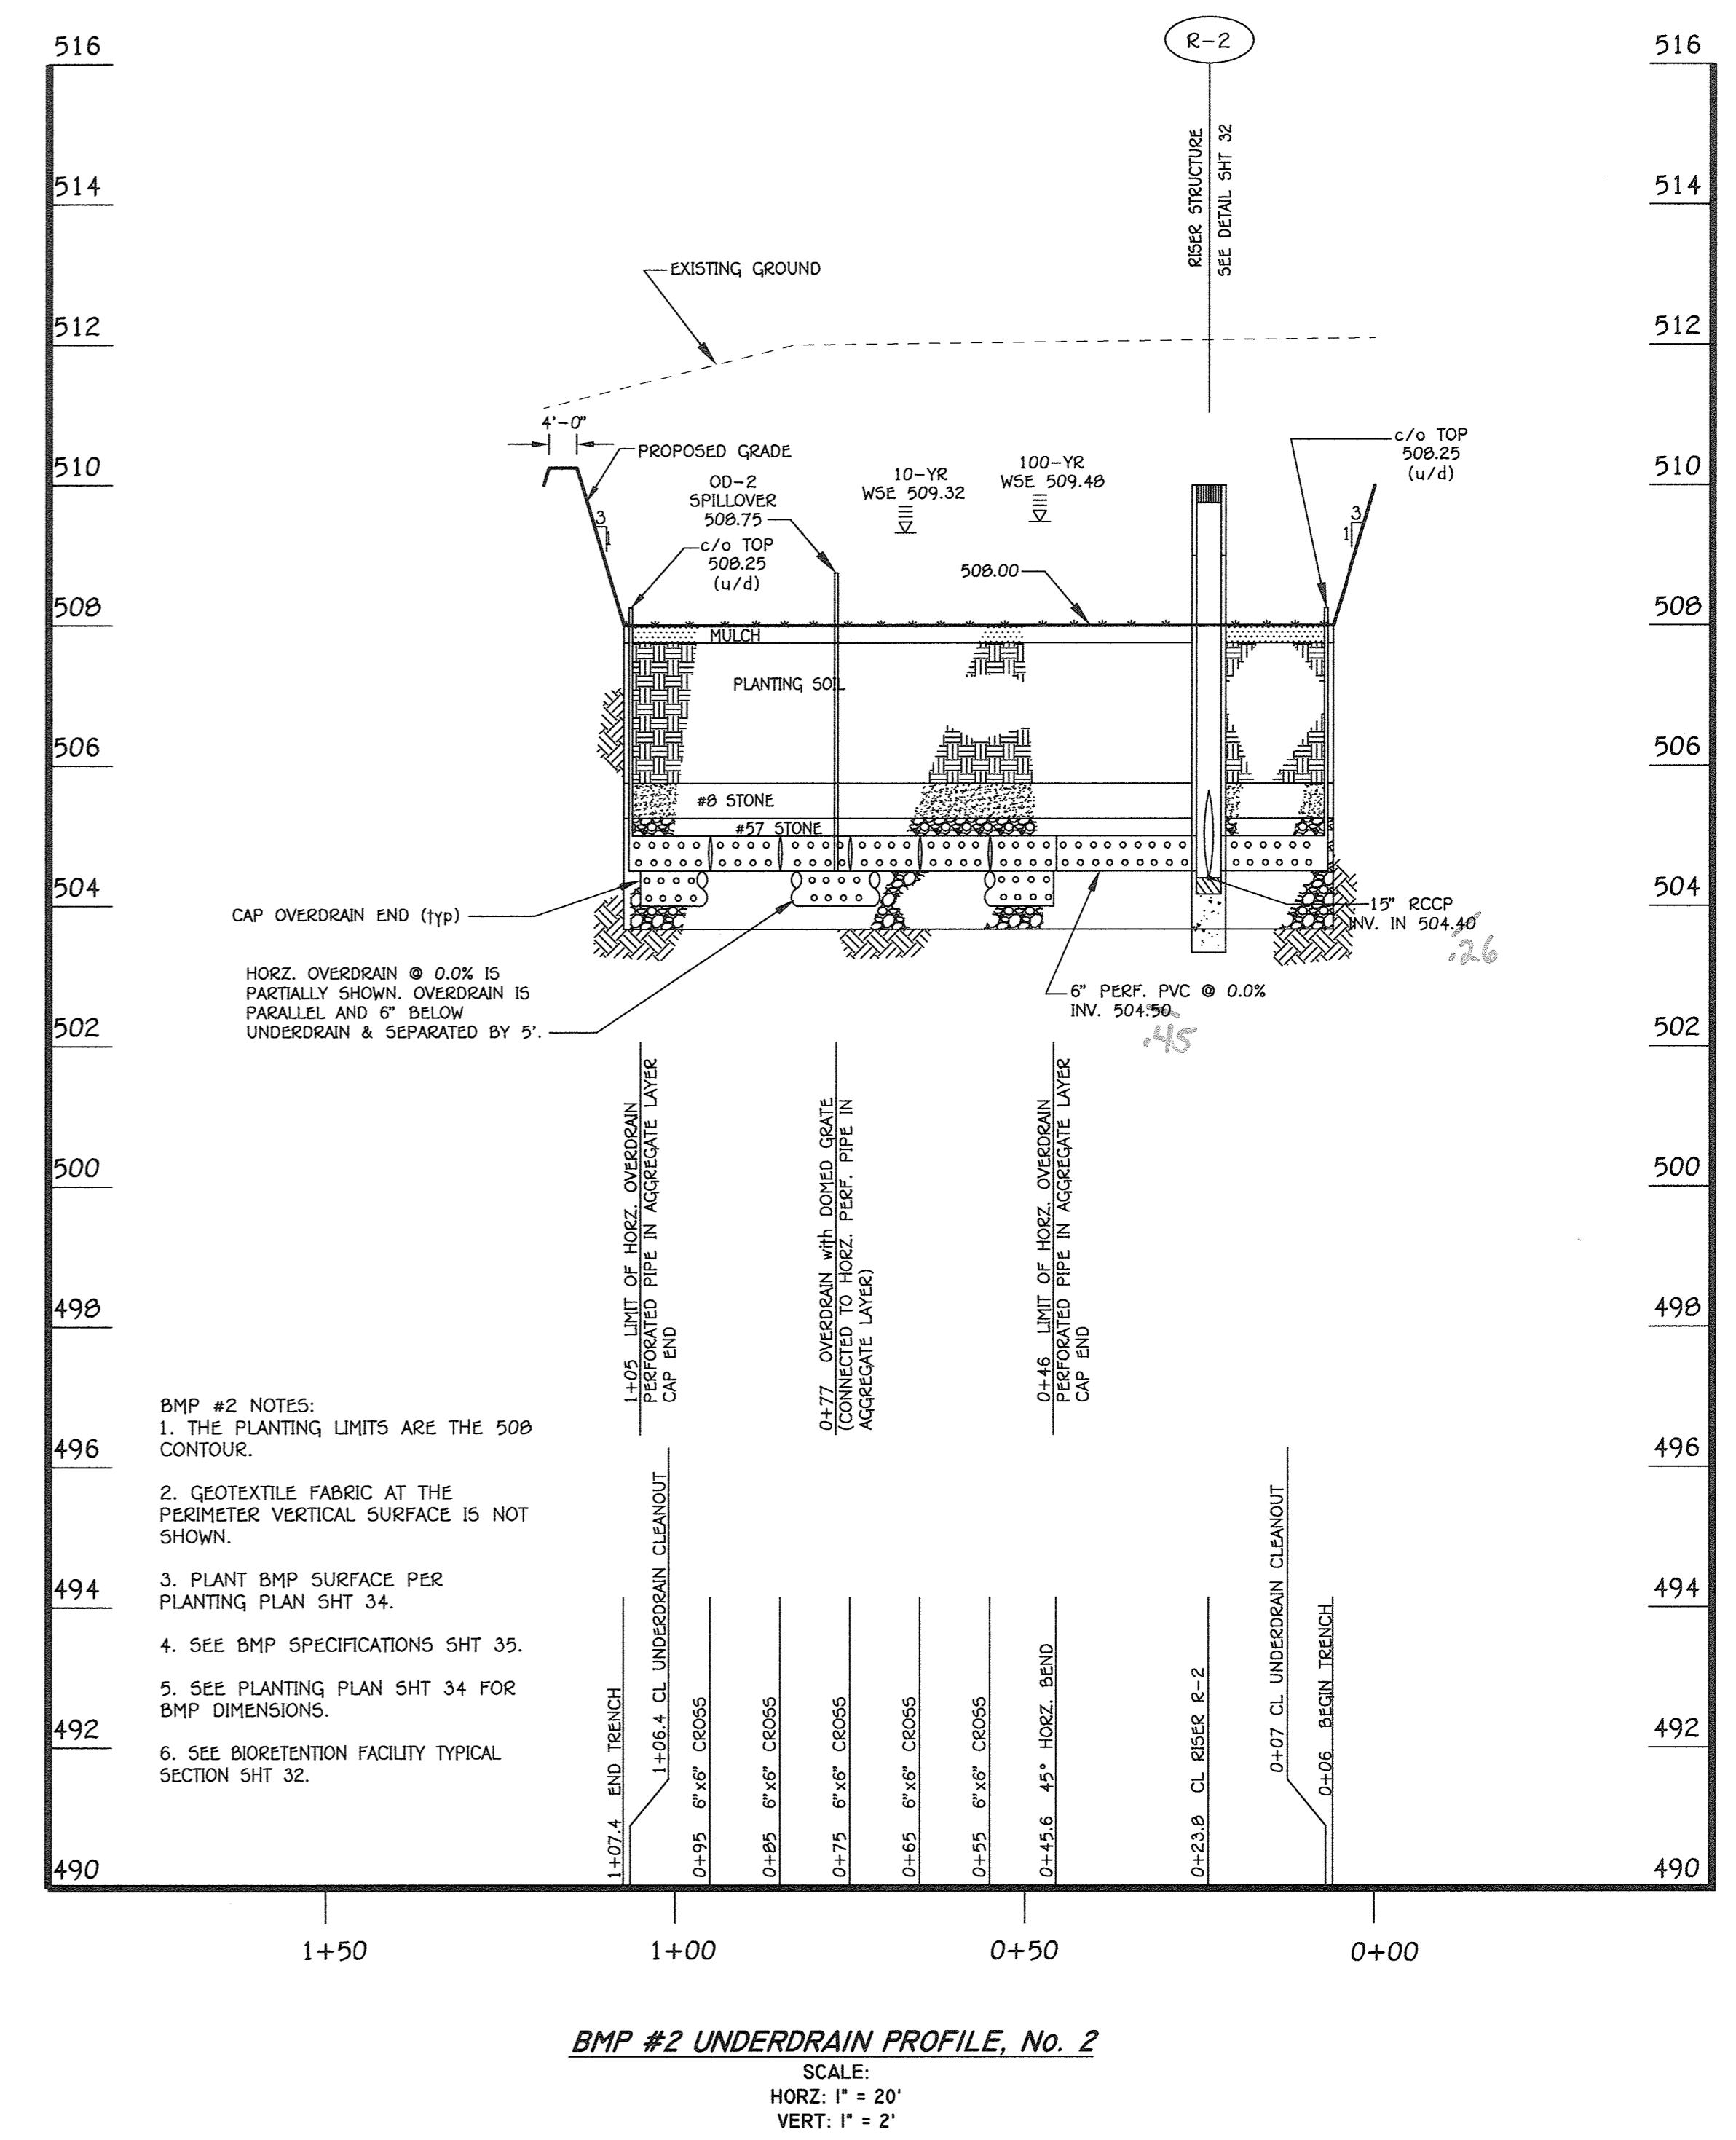 R-2
516
516
RISER STRUCTURE
SEE DETAIL SHT 32
514
514
EXISTING GROUND
512
512
4'-0"
PROPOSED GRADE
c/o TOP
508.25
(u/d)
510
510
OD-2
SPILLOVER
508.75
10-YR
WSE 509.32
100-YR
WSE 509.48
3
1
3
1
c/o TOP
508.25
(u/d)
508.00
508
508
MULCH
PLANTING SOIL
506
506
#8 STONE
#57 STONE
504
504
CAP OVERDRAIN END (typ)
15" RCCP
INV. IN 504.40
.26
HORZ. OVERDRAIN @ 0.0% IS
PARTIALLY SHOWN. OVERDRAIN IS
PARALLEL AND 6" BELOW
UNDERDRAIN & SEPARATED BY 5'.
6" PERF. PVC @ 0.0%
INV. 504.50
.45
502
502
1+05 LIMIT OF HORZ. OVERDRAIN
PERFORATED PIPE IN AGGREGATE LAYER
CAP END
0+77 OVERDRAIN with DOMED GRATE
(CONNECTED TO HORZ. PERF. PIPE IN
AGGREGATE LAYER)
0+46 LIMIT OF HORZ. OVERDRAIN
PERFORATED PIPE IN AGGREGATE LAYER
CAP END
500
500
498
498
496
496
BMP #2 NOTES:
1. THE PLANTING LIMITS ARE THE 508
CONTOUR.
2. GEOTEXTILE FABRIC AT THE
PERIMETER VERTICAL SURFACE IS NOT
SHOWN.
3. PLANT BMP SURFACE PER
PLANTING PLAN SHT 34.
4. SEE BMP SPECIFICATIONS SHT 35.
5. SEE PLANTING PLAN SHT 34 FOR
BMP DIMENSIONS.
6. SEE BIORETENTION FACILITY TYPICAL
SECTION SHT 32.
494
494
492
492
490
490
1+07.4 END TRENCH
1+06.4 CL UNDERDRAIN CLEANOUT
0+95 6"x6" CROSS
0+85 6"x6" CROSS
0+75 6"x6" CROSS
0+65 6"x6" CROSS
0+55 6"x6" CROSS
0+45.6 45° HORZ. BEND
0+23.8 CL RISER R-2
0+07 CL UNDERDRAIN CLEANOUT
0+06 BEGIN TRENCH
1+50
1+00
0+50
0+00
BMP #2 UNDERDRAIN PROFILE, No. 2
SCALE:
HORZ: 1" = 20'
VERT: 1" = 2'